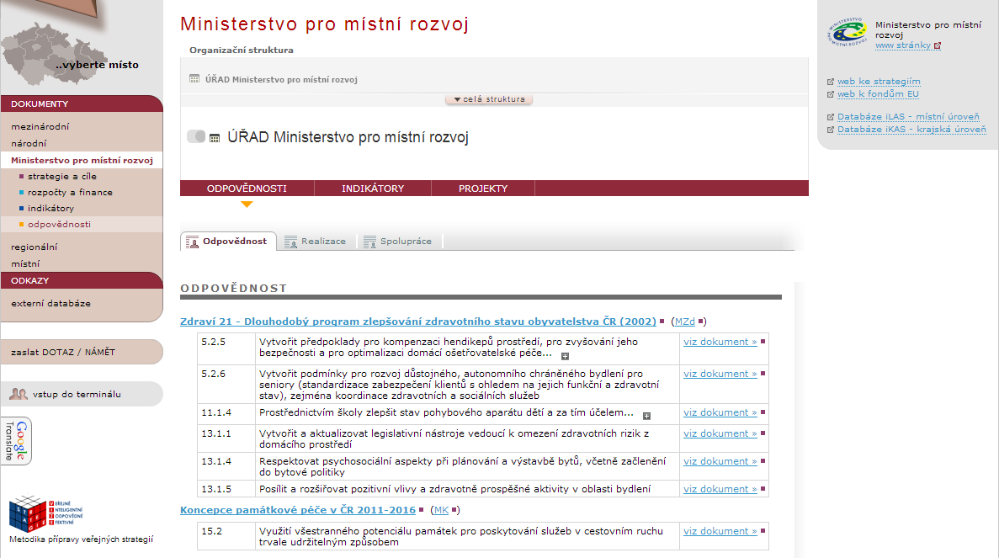 ..vyberte místo
DOKUMENTY
mezinárodní
národní
Ministerstvo pro místní rozvoj
strategie a cíle
rozpočty a finance
indikátory
odpovědnosti
regionální
místní
ODKAZY
externí databáze
zaslat DOTAZ / NÁMĚT
vstup do terminálu
Google
Translate
STRATEGIE
VEŘEJNÉ
INTELIGENTNÍ
ZODPOVĚDNÉ
EFEKTIVNÍ
Metodika přípravy veřejných strategií
Ministerstvo pro místní rozvoj
Organizační struktura
ÚŘAD Ministerstvo pro místní rozvoj
celá struktura
ÚŘAD Ministerstvo pro místní rozvoj
ODPOVĚDNOSTI INDIKÁTORY PROJEKTY
Odpovědnost Realizace Spolupráce
ODPOVĚDNOST
Zdraví 21 - Dlouhodobý program zlepšování zdravotního stavu obyvatelstva ČR (2002) (MZd)
5.2.5 Vytvořit předpoklady pro kompenzaci hendikepů prostředí, pro zvyšování jeho viz dokument »
bezpečnosti a pro optimalizaci domácí ošetřovatelské péče...
5.2.6 Vytvořit podmínky pro rozvoj důstojného, autonomního chráněného bydlení pro viz dokument »
seniory (standardizace zabezpečení klientů s ohledem na jejich funkční a zdravotní
stav), zejména koordinace zdravotních a sociálních služeb
11.1.4 Prostřednictvím školy zlepšit stav pohybového aparátu dětí a za tím účelem... viz dokument »
13.1.1 Vytvořit a aktualizovat legislativní nástroje vedoucí k omezení zdravotních rizik z viz dokument »
domácího prostředí
13.1.4 Respektovat psychosociální aspekty při plánování a výstavbě bytů, včetně začlenění viz dokument »
do bytové politiky
13.1.5 Posílit a rozšiřovat pozitivní vlivy a zdravotně prospěšné aktivity v oblasti bydlení viz dokument »
Koncepce památkové péče v ČR 2011-2016 (MK)
15.2 Využití všestranného potenciálu památek pro poskytování služeb v cestovním ruchu viz dokument »
trvale udržitelným způsobem
MINISTERSTVO
PRO MÍSTNÍ ROZVOJ
Ministerstvo pro místní
rozvoj
www stránky
web ke strategiím
web k fondům EU
Databáze iLAS - místní úroveň
Databáze iKAS - krajská úroveň